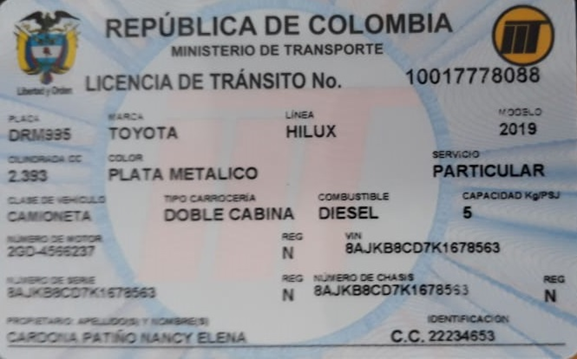 REPÚBLICA DE COLOMBIA
MINISTERIO DE TRANSPORTE
Libertad y Orden
LICENCIA DE TRÁNSITO No. 10017778088
PLACA MARCA LÍNEA MODELO
DRM995 TOYOTA HILUX 2019
CILINDRADA CC COLOR SERVICIO
2.393 PLATA METALICO PARTICULAR
CLASE DE VEHÍCULO TIPO CARROCERÍA COMBUSTIBLE CAPACIDAD Kg/PSJ
CAMIONETA DOBLE CABINA DIESEL 5
NÚMERO DE MOTOR REG VIN
2GD-4566237 N 8AJKB8CD7K1678563
NÚMERO DE SERIE REG NÚMERO DE CHASIS REG
8AJKB8CD7K1678563 N 8AJKB8CD7K1678563 N
PROPIETARIO: APELLIDO(S) Y NOMBRE(S) IDENTIFICACIÓN
CARDONA PATIÑO NANCY ELENA C.C. 22234653